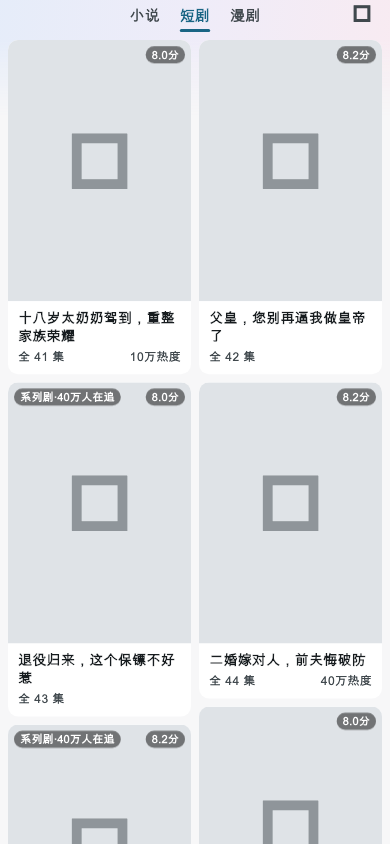 小说 短剧 漫剧
8.0分
十八岁太奶奶驾到，重整
家族荣耀
全 41 集 10万热度
8.2分
父皇，您别再逼我做皇帝
了
全 42 集
系列剧·40万人在追 8.0分
退役归来，这个保镖不好
惹
全 43 集
8.2分
二婚嫁对人，前夫悔破防
全 44 集 40万热度
系列剧·40万人在追 8.2分
8.0分